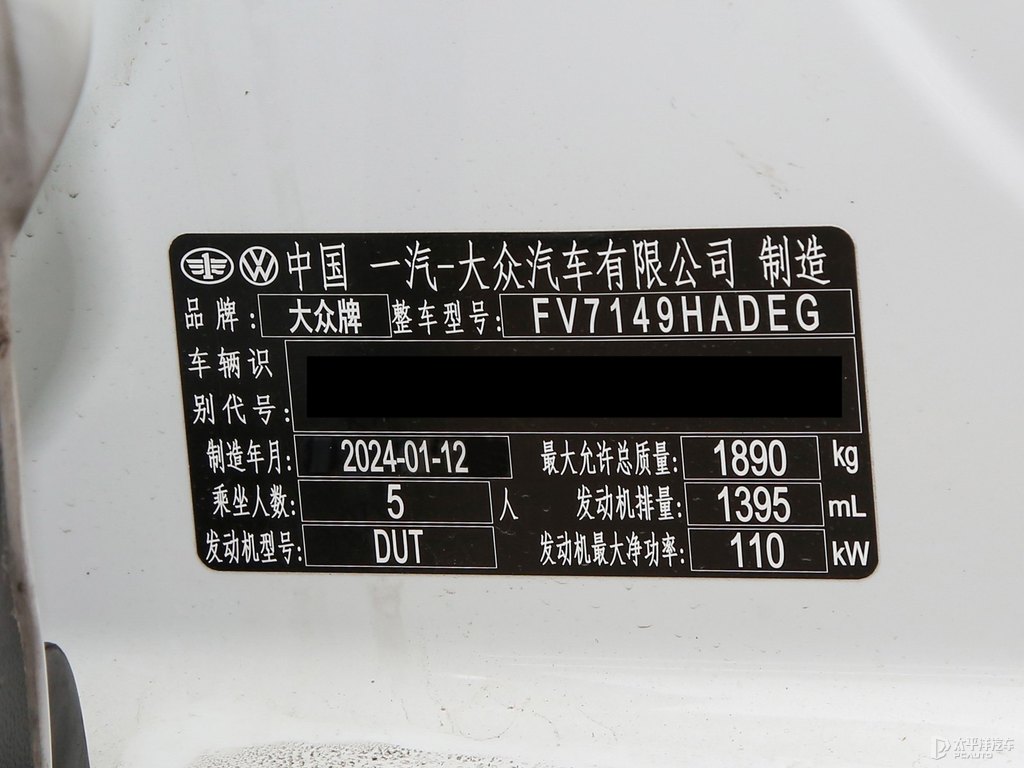 中国 一汽-大众汽车有限公司 制造
品牌: 大众牌 整车型号: FV7149HADEG
车辆识
别代号:
制造年月: 2024-01-12 最大允许总质量: 1890 kg
乘坐人数: 5 人 发动机排量: 1395 mL
发动机型号: DUT 发动机最大净功率: 110 kW
太平洋汽车
PCAUTO